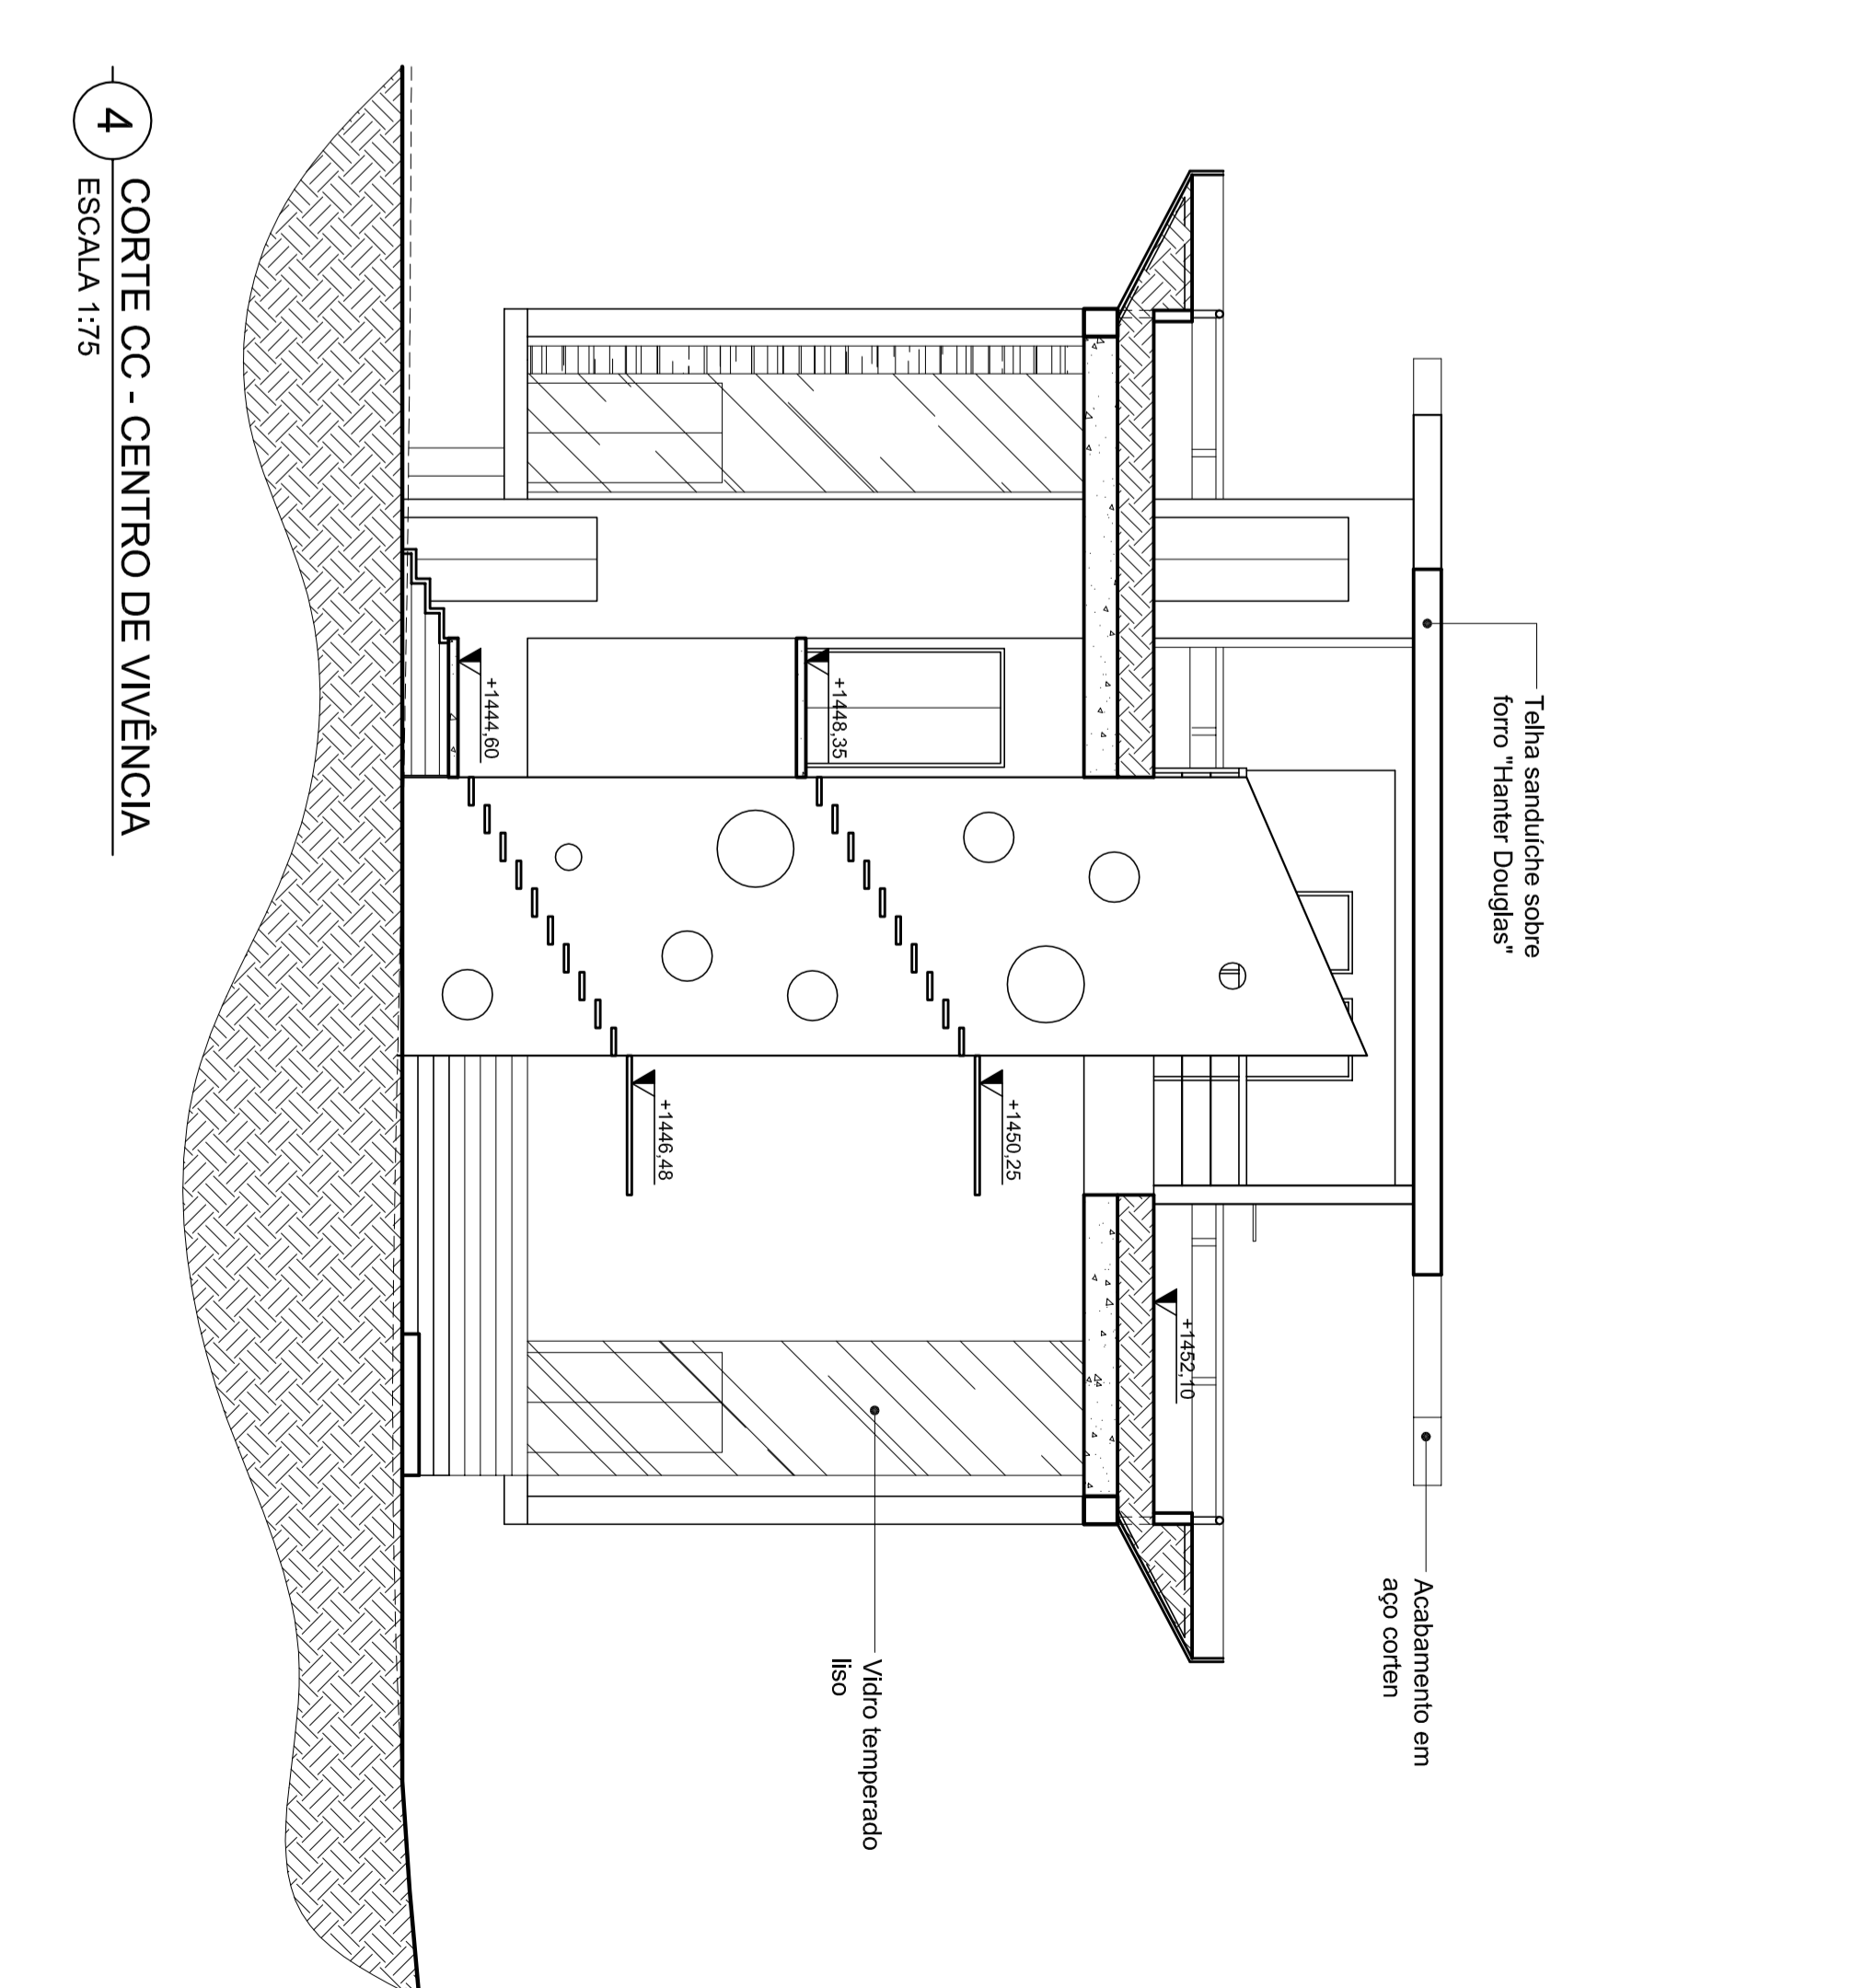 Telha sanduíche sobre
forro "Hanter Douglas"
Acabamento em
aço corten
+1452,10
+1450,25
+1448,35
Vidro temperado
liso
+1446,48
+1444,60
4
CORTE CC - CENTRO DE VIVÊNCIA
ESCALA 1:75